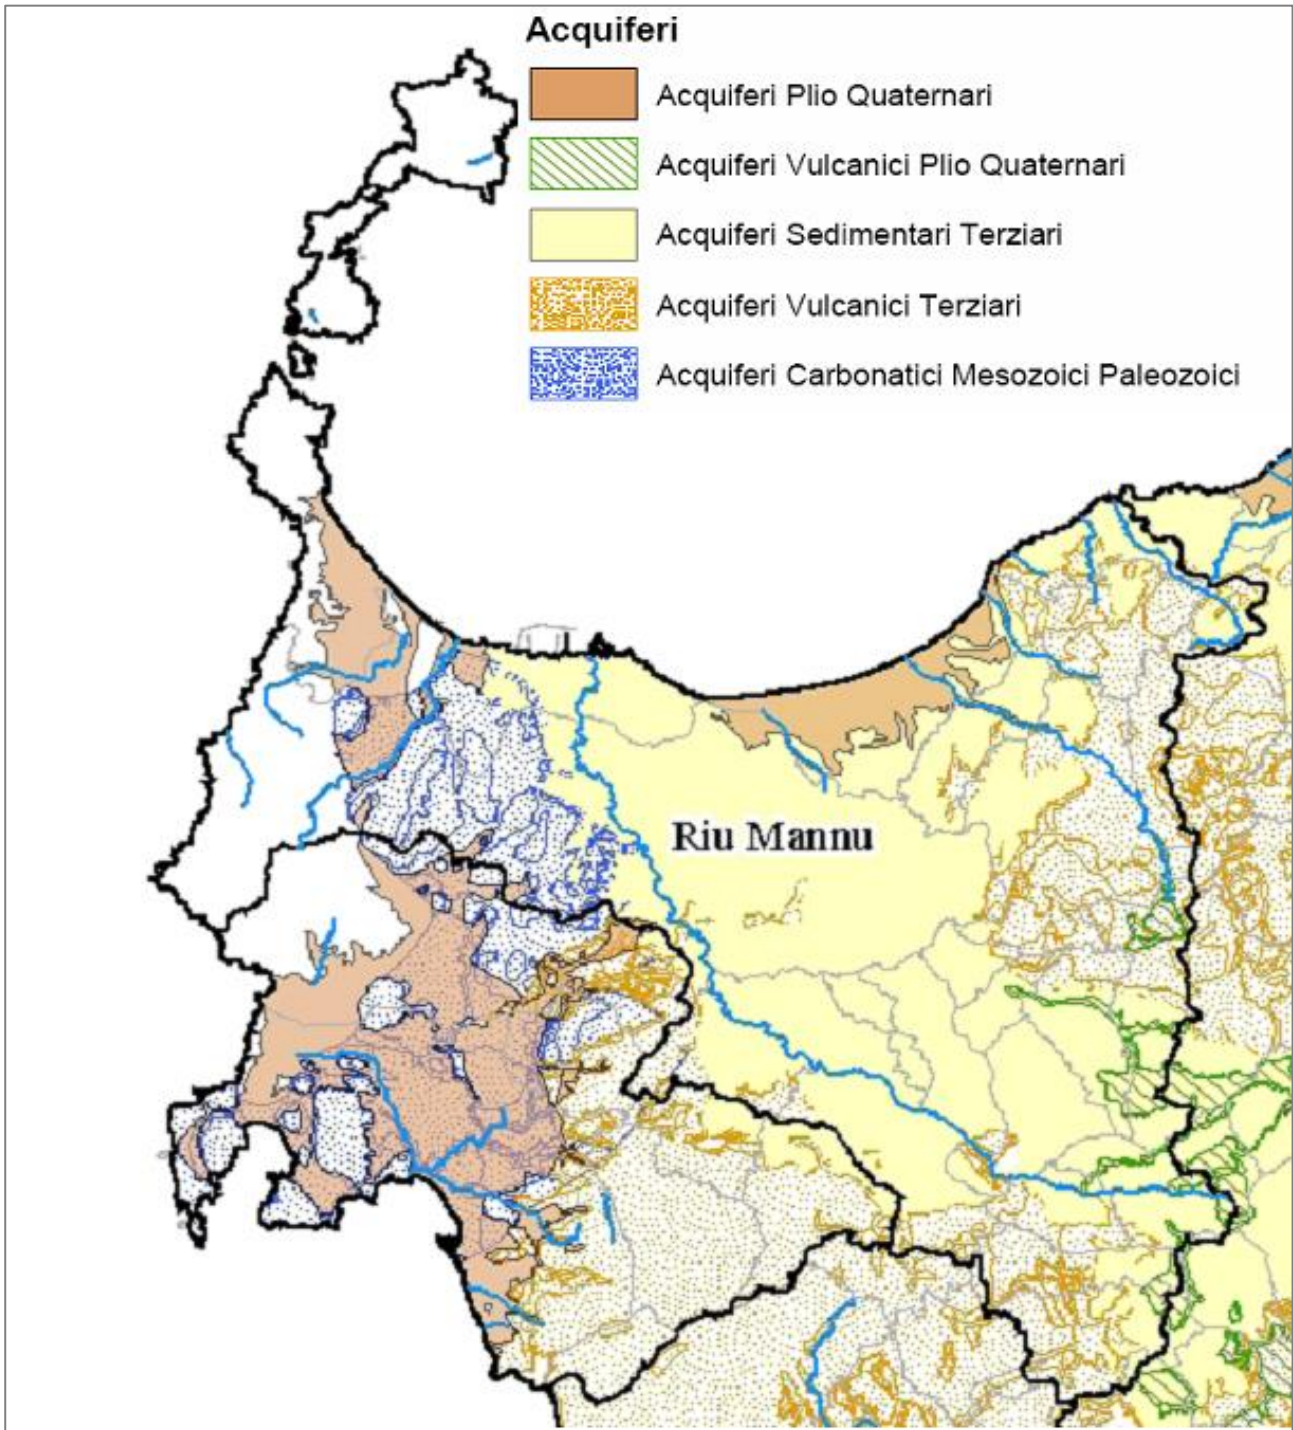 Acquiferi
Acquiferi Plio Quaternari
Acquiferi Vulcanici Plio Quaternari
Acquiferi Sedimentari Terziari
Acquiferi Vulcanici Terziari
Acquiferi Carbonatici Mesozoici Paleozoici
Riu Mannu